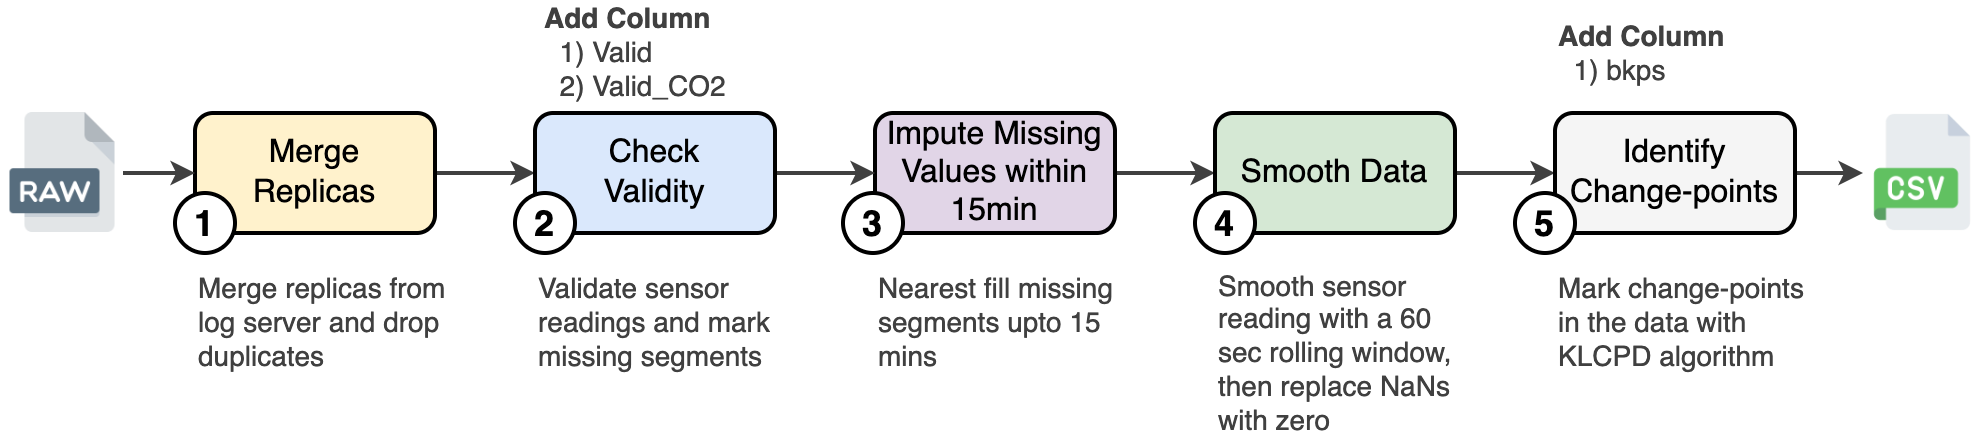 Add Column
1) Valid
2) Valid_CO2
Add Column
1) bkps
RAW
Merge
Replicas
1
Check
Validity
2
Impute Missing
Values within
15min
3
Smooth Data
4
Identify
Change-points
5
CSV
Merge replicas from
log server and drop
duplicates
Validate sensor
readings and mark
missing segments
Nearest fill missing
segments upto 15
mins
Smooth sensor
reading with a 60
sec rolling window,
then replace NaNs
with zero
Mark change-points
in the data with
KLCPD algorithm